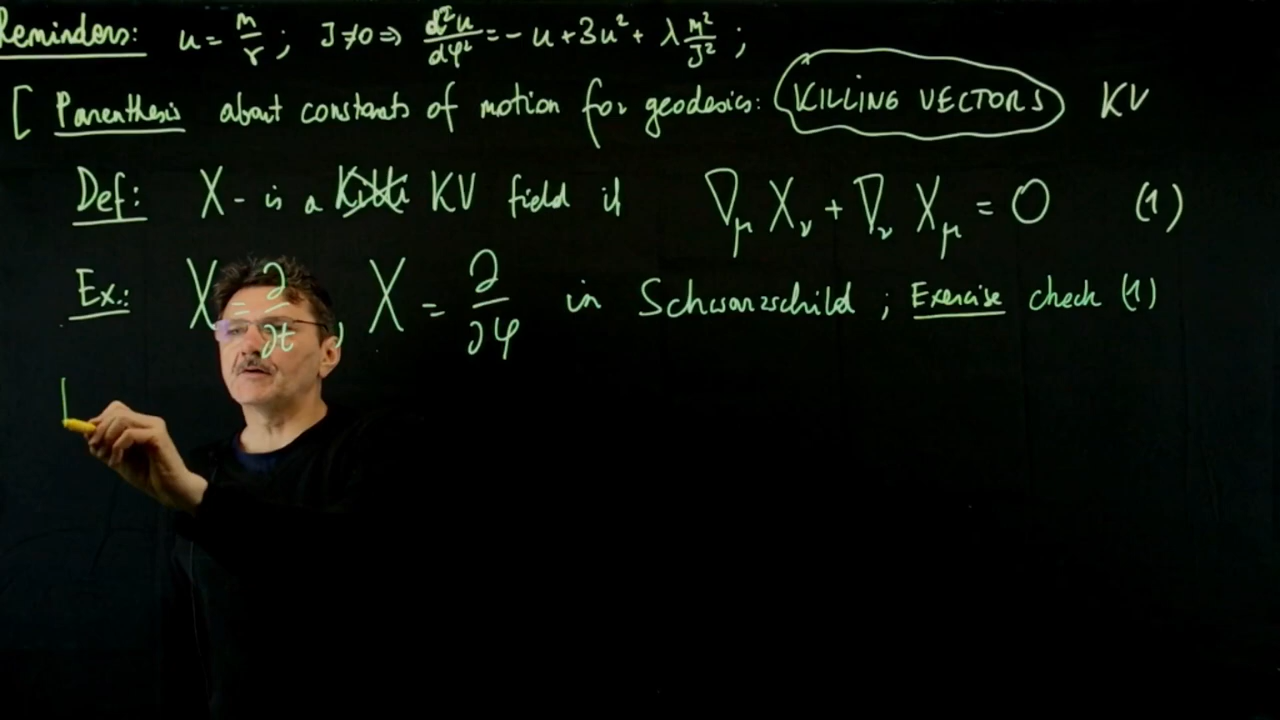 Reminders: u = m/r ; J≠0 ⇒ d²u/dφ² = - u + 3u² + λ m²/J² ;
[ Parenthesis about constants of motion for geodesics: KILLING VECTORS KV
Def: X - is a KV field if ∇_μ X_ν + ∇_ν X_μ = 0 (1)
Ex.: X = ∂/∂t , X = ∂/∂φ in Schwarzschild ; Exercise check (1)